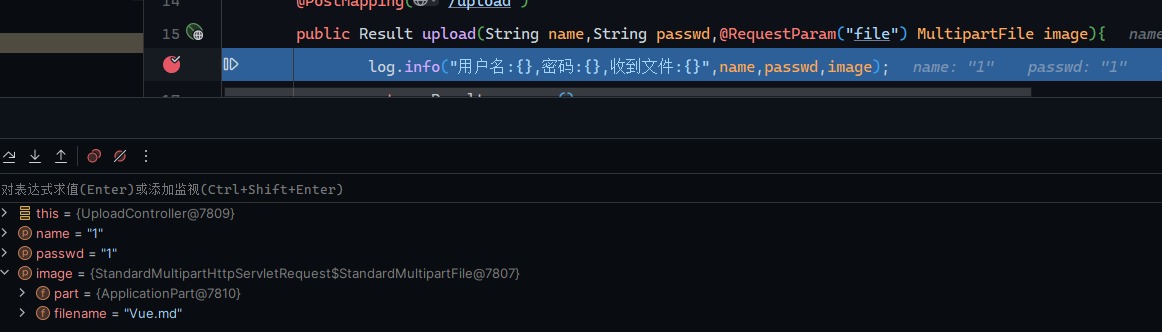 14 @PostMapping("/upload")
15 public Result upload(String name,String passwd,@RequestParam("file") MultipartFile image){ name
log.info("用户名:{},密码:{},收到文件:{}",name,passwd,image); name: "1" passwd: "1"
17
对表达式求值(Enter)或添加监视(Ctrl+Shift+Enter)
this = {UploadController@7809}
name = "1"
passwd = "1"
image = {StandardMultipartHttpServletRequest$StandardMultipartFile@7807}
part = {ApplicationPart@7810}
filename = "Vue.md"